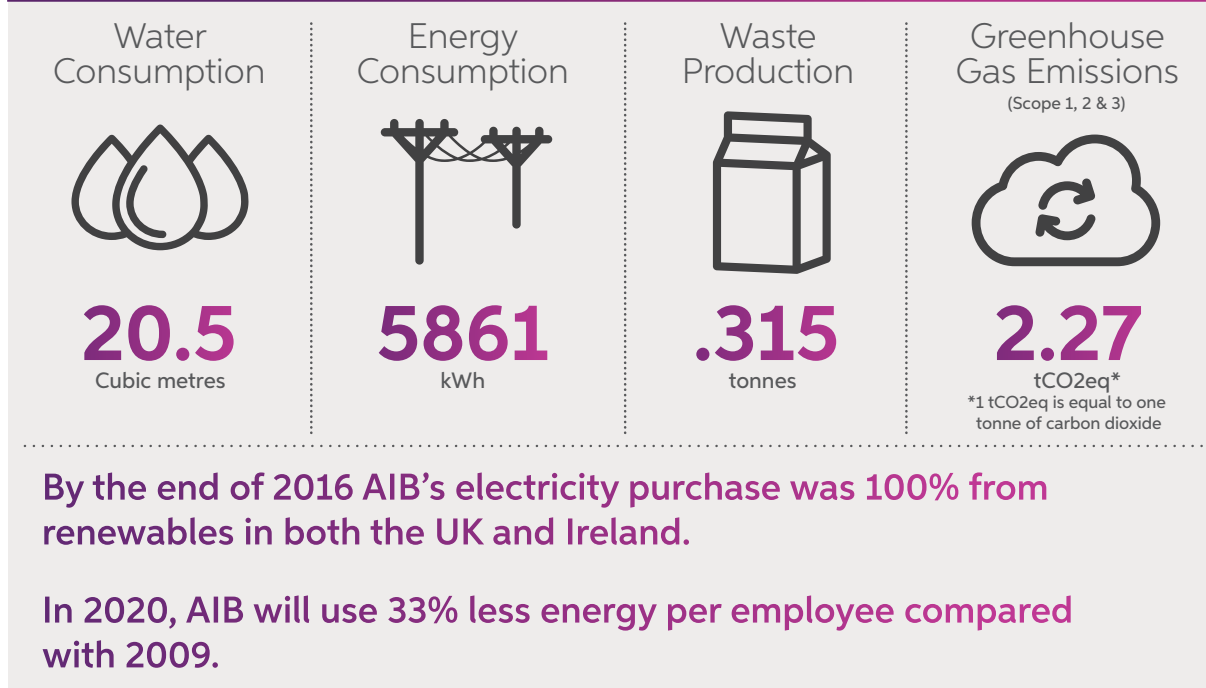 Water
Consumption
20.5
Cubic metres
Energy
Consumption
5861
kWh
Waste
Production
.315
tonnes
Greenhouse
Gas Emissions
(Scope 1, 2 & 3)
2.27
tCO2eq*
*1 tCO2eq is equal to one
tonne of carbon dioxide
By the end of 2016 AIB’s electricity purchase was 100% from
renewables in both the UK and Ireland.
In 2020, AIB will use 33% less energy per employee compared
with 2009.